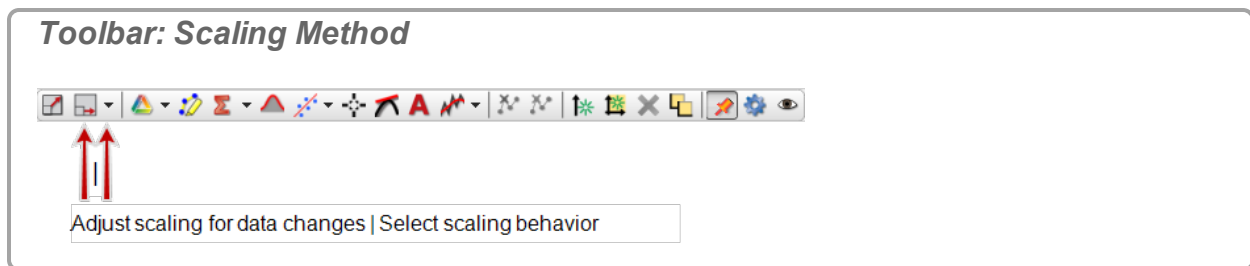 Toolbar: Scaling Method
A
|
Adjust scaling for data changes | Select scaling behavior